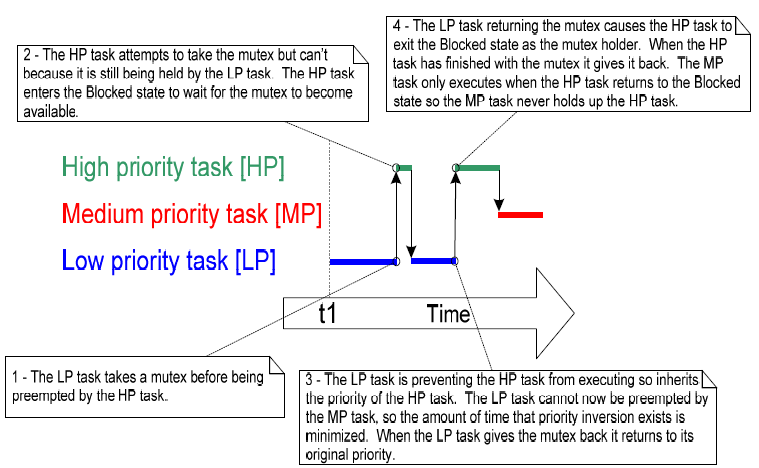 2 - The HP task attempts to take the mutex but can't
because it is still being held by the LP task.  The HP task
enters the Blocked state to wait for the mutex to become
available.
4 - The LP task returning the mutex causes the HP task to
exit the Blocked state as the mutex holder.  When the HP
task has finished with the mutex it gives it back.  The MP
task only executes when the HP task returns to the Blocked
state so the MP task never holds up the HP task.
High priority task [HP]
Medium priority task [MP]
Low priority task [LP]
t1
Time
1 - The LP task takes a mutex before being
preempted by the HP task.
3 - The LP task is preventing the HP task from executing so inherits
the priority of the HP task.  The LP task cannot now be preempted by
the MP task, so the amount of time that priority inversion exists is
minimized.  When the LP task gives the mutex back it returns to its
original priority.